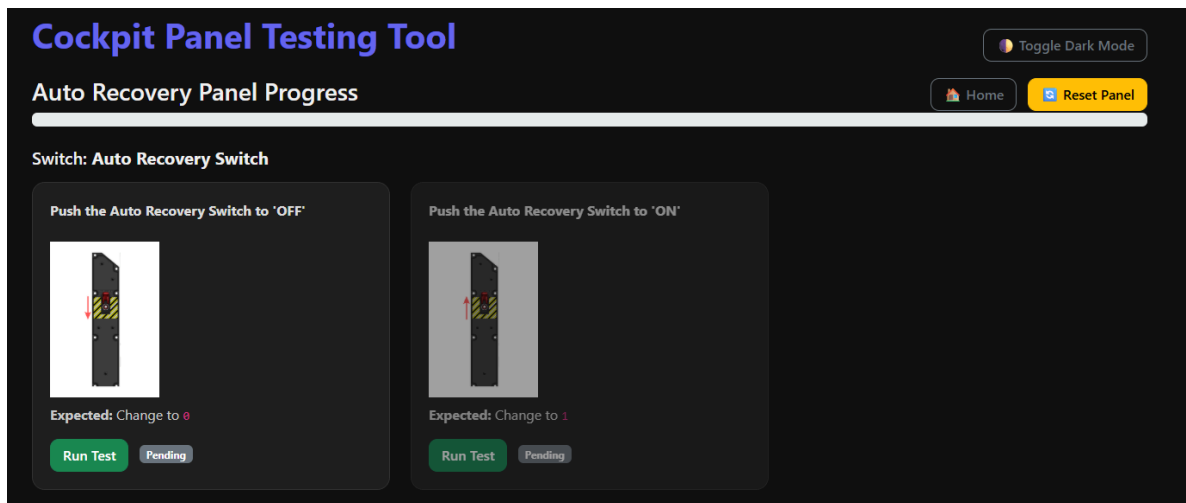 Cockpit Panel Testing Tool
Toggle Dark Mode
Auto Recovery Panel Progress
Home
Reset Panel
Switch: Auto Recovery Switch
Push the Auto Recovery Switch to 'OFF'
Push the Auto Recovery Switch to 'ON'
Expected: Change to 0
Expected: Change to 1
Run Test
Pending
Run Test
Pending